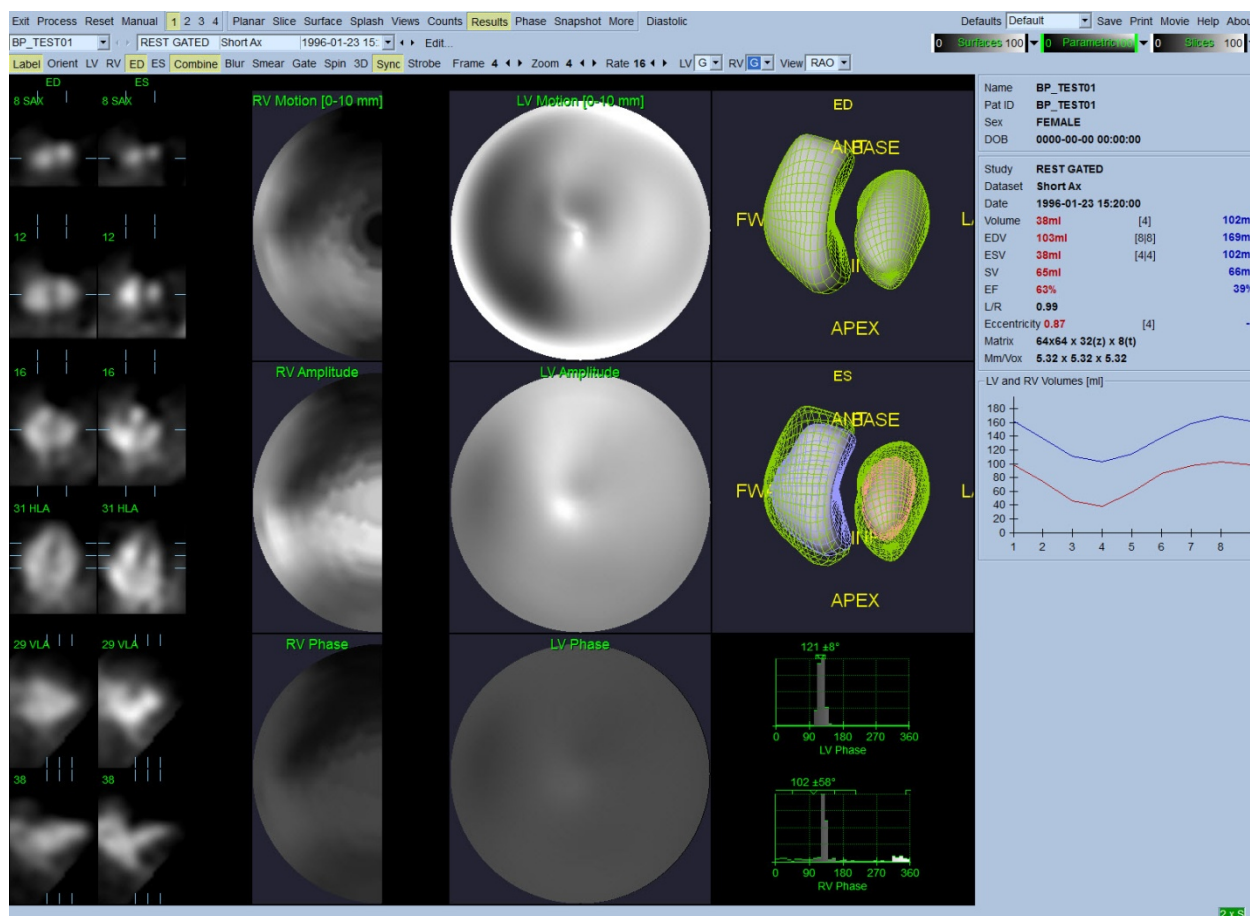 Exit Process Reset Manual 1 2 3 4 Planar Slice Surface Splash Views Counts Results Phase Snapshot More Diastolic Defaults Default Save Print Movie Help Abou
BP_TEST01 REST GATED Short Ax 1996-01-23 15: Edit... 0 Surfaces 100 0 Parametric 0 Slices 100
Label Orient LV RV ED ES Combine Blur Smear Gate Spin 3D Sync Strobe Frame 4 Zoom 4 Rate 16 LV G RV G View RAO
ED ES
8 SAX 8 SAX
12 12
16 16
31 HLA 31 HLA
29 VLA 29 VLA
38 38
RV Motion [0-10 mm] LV Motion [0-10 mm]
ED
ANT BASE
FW
L
IN
APEX
RV Amplitude LV Amplitude
ES
ANT BASE
FW
L
INF
APEX
RV Phase LV Phase
121 ±8°
0 90 180 270 360
LV Phase
102 ±58°
0 90 180 270 360
RV Phase
Name BP_TEST01
Pat ID BP_TEST01
Sex FEMALE
DOB 0000-00-00 00:00:00
Study REST GATED
Dataset Short Ax
Date 1996-01-23 15:20:00
Volume 38ml [4] 102m
EDV 103ml [8|8] 169m
ESV 38ml [4|4] 102m
SV 65ml 66m
EF 63% 39%
L/R 0.99
Eccentricity 0.87 [4] -
Matrix 64x64 x 32(z) x 8(t)
Mm/Vox 5.32 x 5.32 x 5.32
LV and RV Volumes [ml]
180
160
140
120
100
80
60
40
20
0
1 2 3 4 5 6 7 8
2 x S